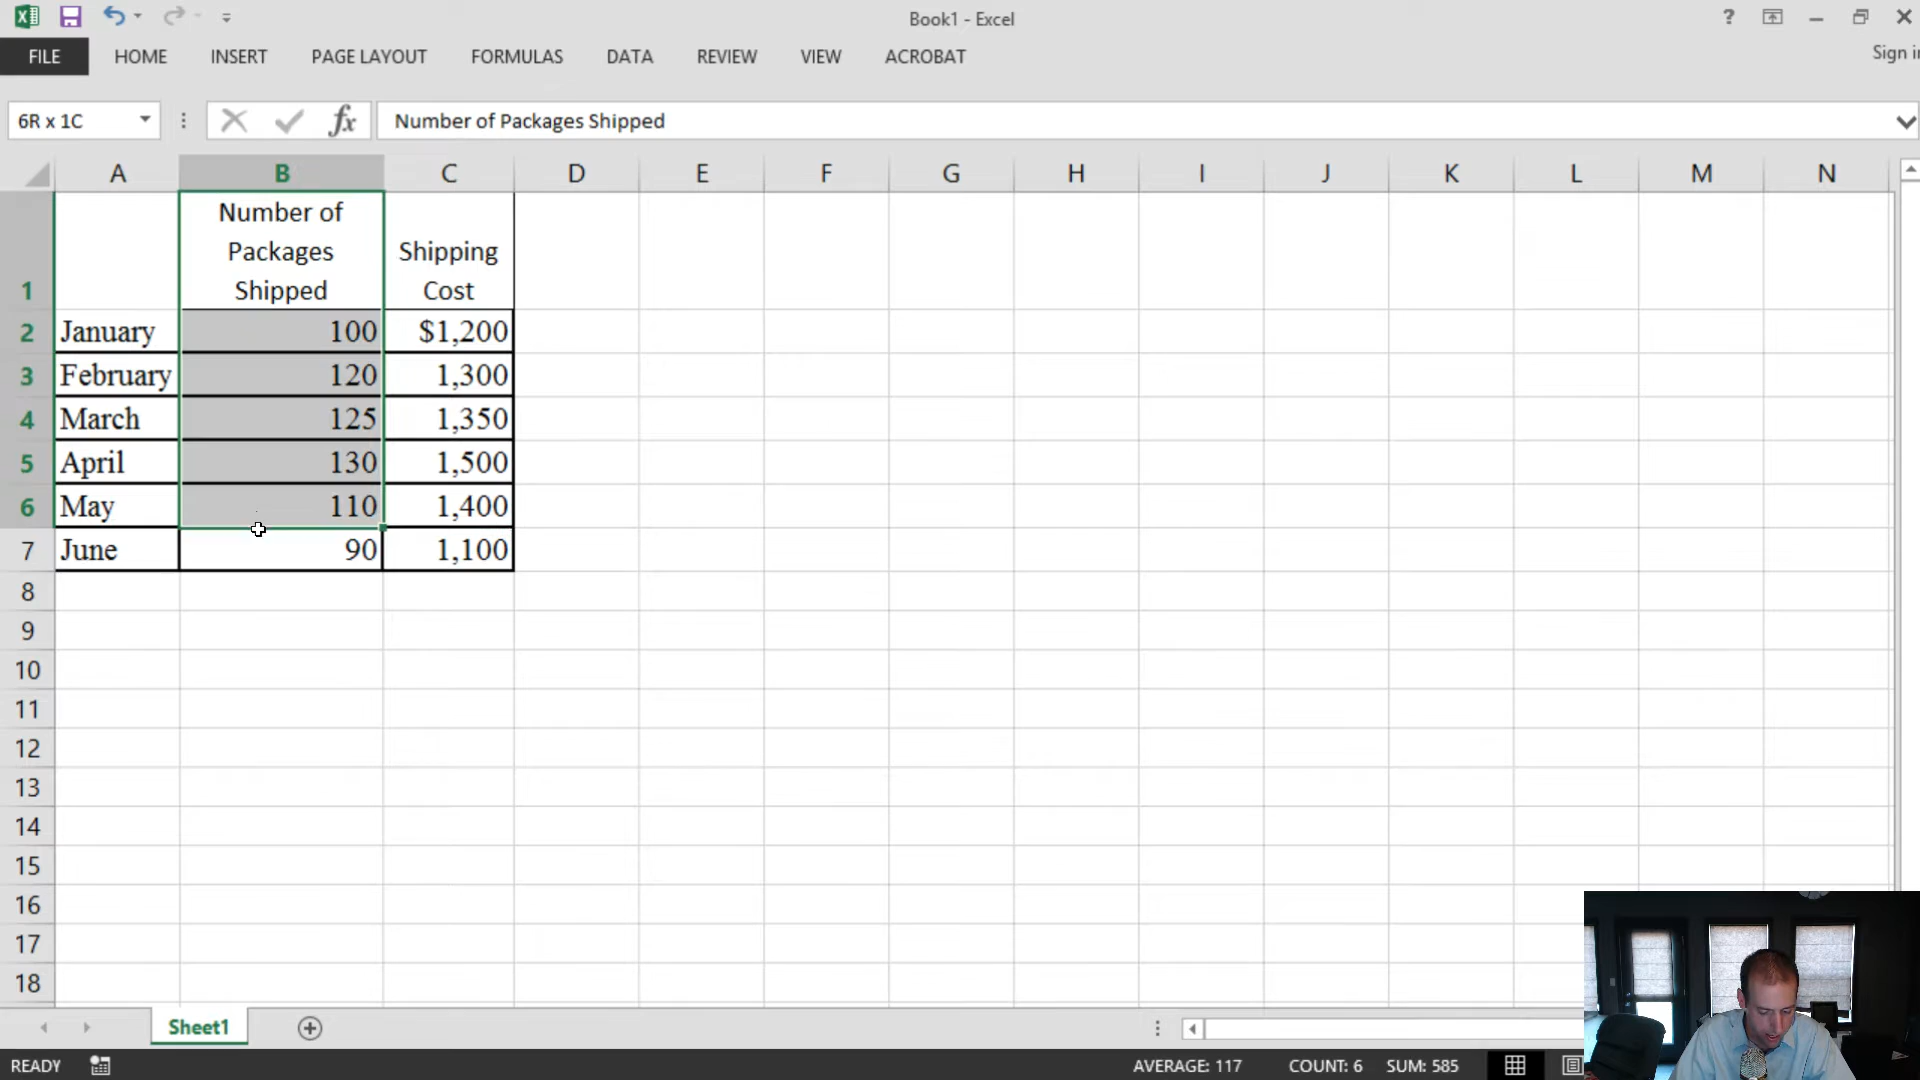 Book1 - Excel
?
Sign i
FILE HOME INSERT PAGE LAYOUT FORMULAS DATA REVIEW VIEW ACROBAT
6R x 1C fx Number of Packages Shipped
A B C D E F G H I J K L M N
Number of
Packages Shipping
1 Shipped Cost
2 January 100 $1,200
3 February 120 1,300
4 March 125 1,350
5 April 130 1,500
6 May 110 1,400
7 June 90 1,100
8
9
10
11
12
13
14
15
16
17
18
Sheet1
READY AVERAGE: 117 COUNT: 6 SUM: 585